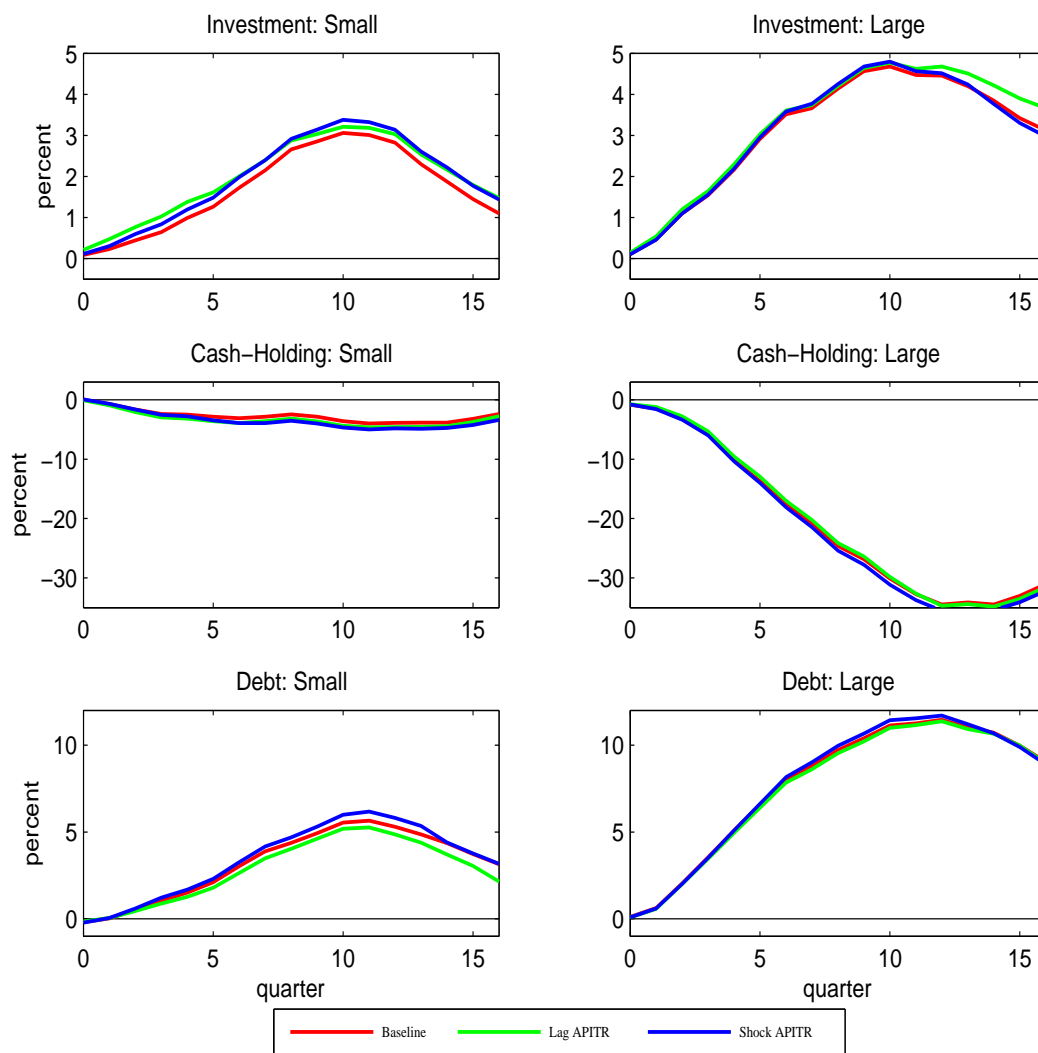 Investment: Small
Investment: Large
5
4
3
2
1
0
percent
0 5 10 15
5
4
3
2
1
0
0 5 10 15
Cash−Holding: Small
Cash−Holding: Large
0
−10
−20
−30
percent
0 5 10 15
0
−10
−20
−30
0 5 10 15
Debt: Small
Debt: Large
10
5
0
percent
0 5 10 15
quarter
10
5
0
0 5 10 15
quarter
Baseline Lag APITR Shock APITR